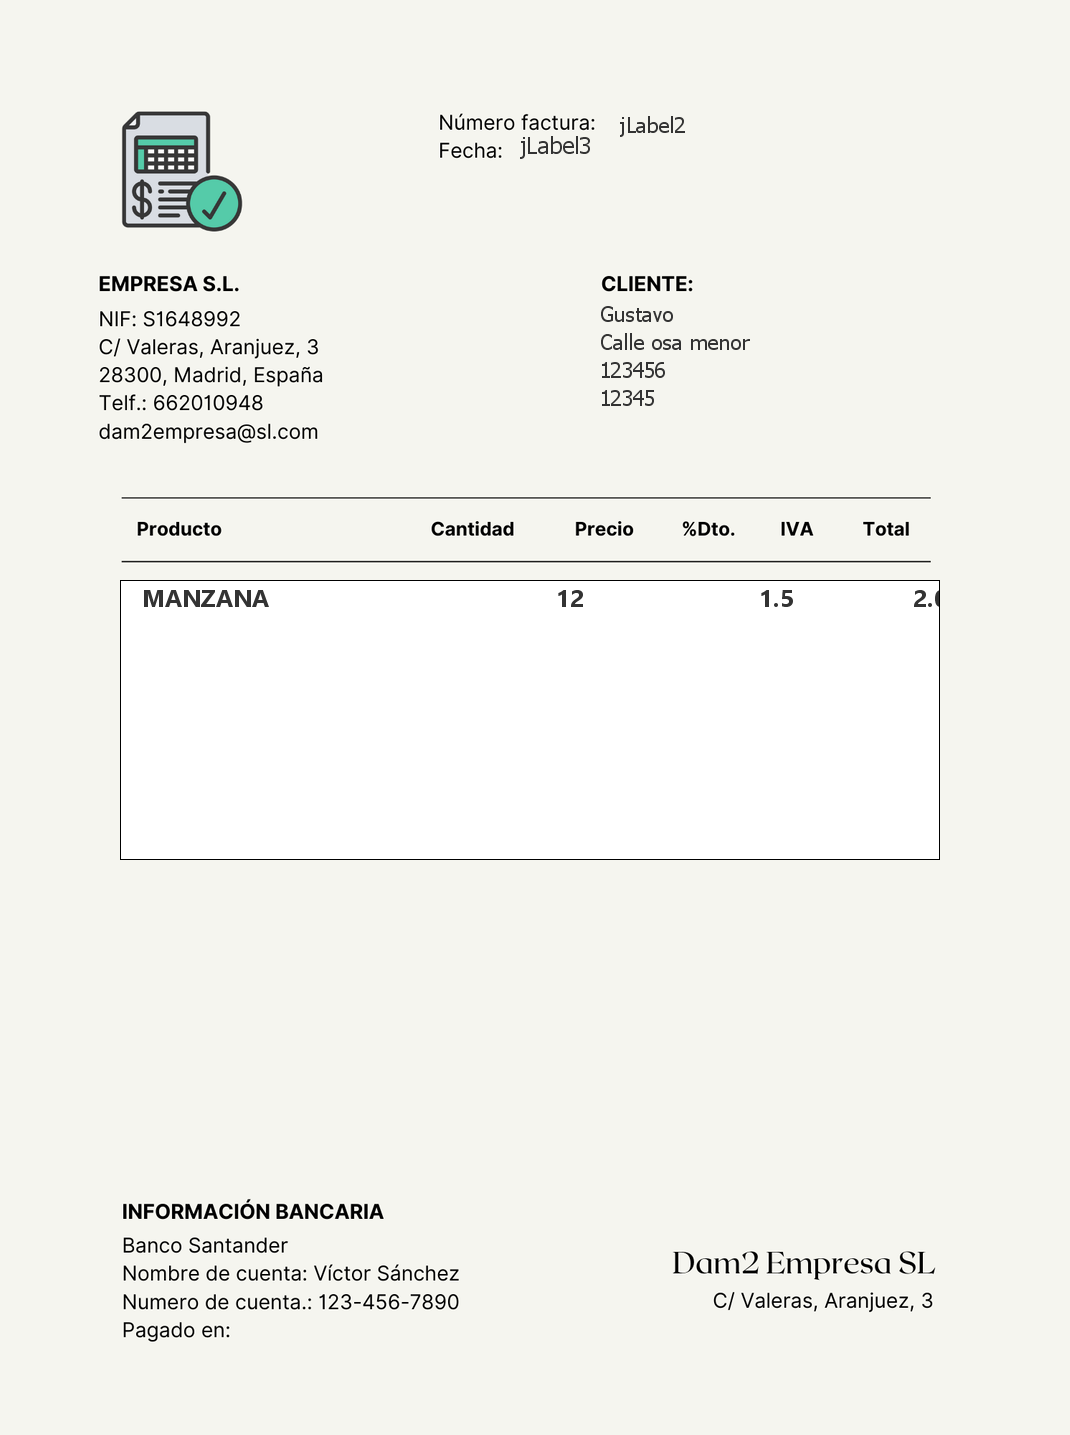 Número factura: jLabel2
Fecha: jLabel3
$
EMPRESA S.L.
NIF: S1648992
C/ Valeras, Aranjuez, 3
28300, Madrid, España
Telf.: 662010948
dam2empresa@sl.com
CLIENTE:
Gustavo
Calle osa menor
123456
12345
Producto Cantidad Precio %Dto. IVA Total
MANZANA 12 1.5
INFORMACIÓN BANCARIA
Banco Santander
Nombre de cuenta: Víctor Sánchez
Numero de cuenta.: 123-456-7890
Pagado en:
Dam2 Empresa SL
C/ Valeras, Aranjuez, 3